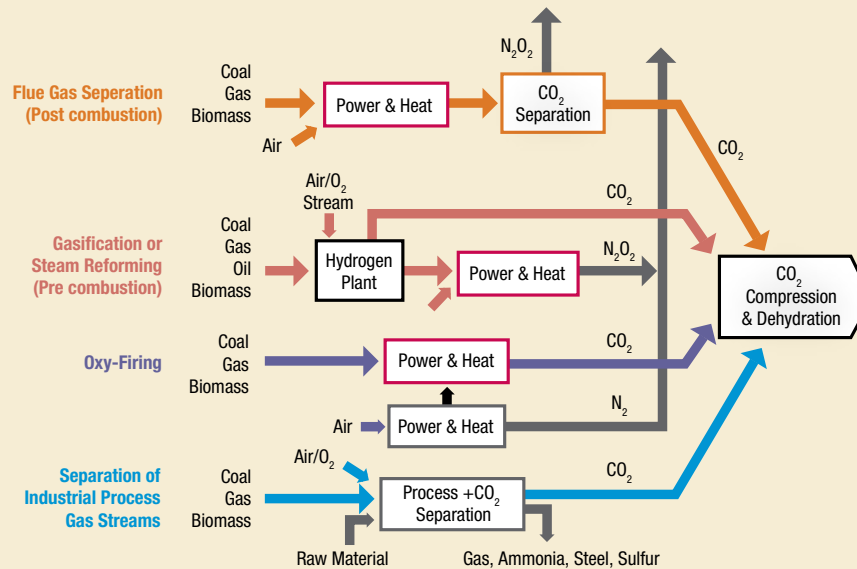 N₂O₂
Flue Gas Seperation
(Post combustion)
Coal
Gas
Biomass
Air
Power & Heat
CO₂
Separation
CO₂
Gasification or
Steam Reforming
(Pre combustion)
Coal
Gas
Oil
Biomass
Air/O₂
Stream
Hydrogen
Plant
CO₂
Power & Heat
N₂O₂
CO₂
Compression
& Dehydration
Oxy-Firing
Coal
Gas
Biomass
Power & Heat
CO₂
Air
Power & Heat
N₂
Separation of
Industrial Process
Gas Streams
Coal
Gas
Biomass
Air/O₂
Process +CO₂
Separation
CO₂
Raw Material
Gas, Ammonia, Steel, Sulfur